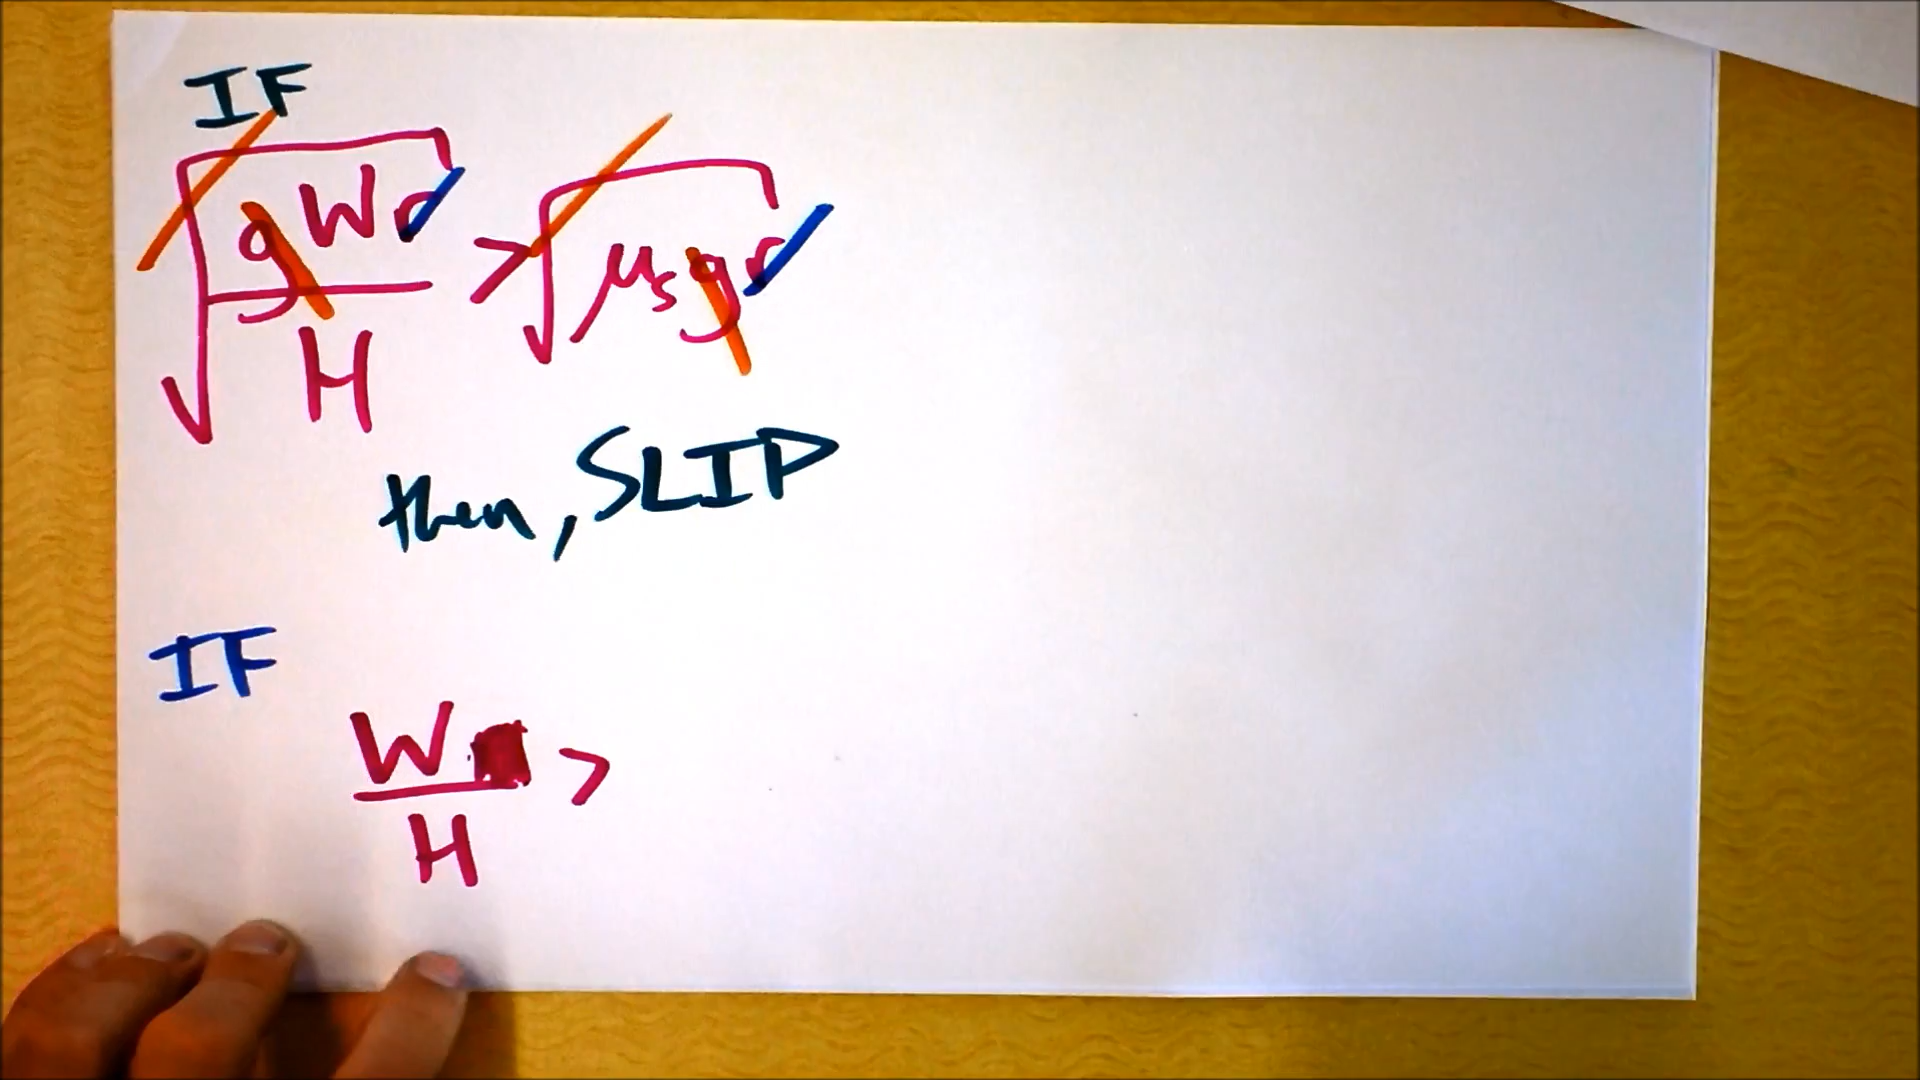 IF
√(gWr/H) > √(μsgr)
then, SLIP
IF
W/H >